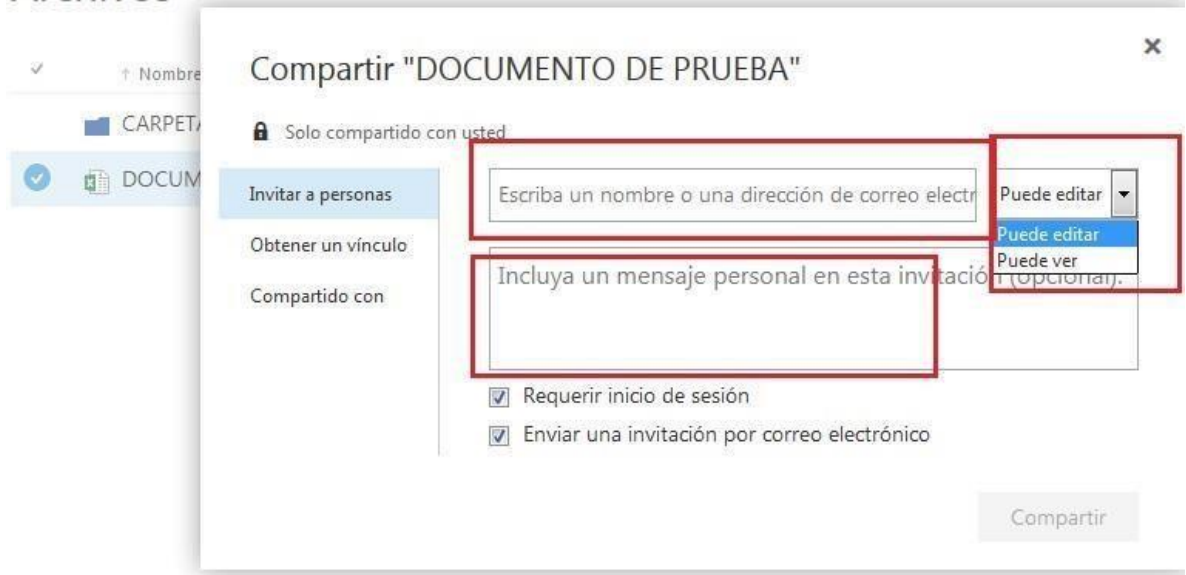 Compartir "DOCUMENTO DE PRUEBA"
Nombre
CARPETA
Solo compartido con usted
DOCUM
Invitar a personas
Escriba un nombre o una dirección de correo electr
Puede editar
Puede editar
Puede ver
Obtener un vínculo
Incluya un mensaje personal en esta invitación (opcional).
Compartido con
Requerir inicio de sesión
Enviar una invitación por correo electrónico
Compartir